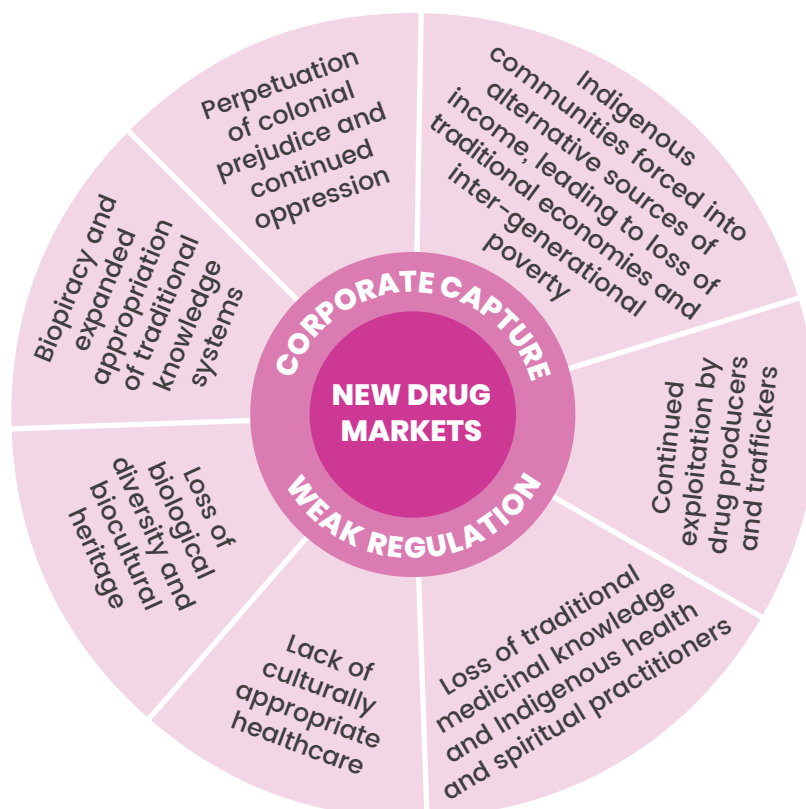 NEW DRUG
MARKETS
CORPORATE CAPTURE
WEAK REGULATION
Indigenous
communities forced into
alternative sources of
income, leading to loss of
traditional economies and
inter-generational
poverty
Continued
exploitation by
drug producers
and traffickers
Loss of traditional
medicinal knowledge
and Indigenous health
and spiritual practitioners
Lack of
culturally
appropriate
healthcare
Loss of
biological
diversity and
biocultural
heritage
Biopiracy and
expanded
appropriation
of traditional
knowledge
systems
Perpetuation
of colonial
prejudice and
continued
oppression